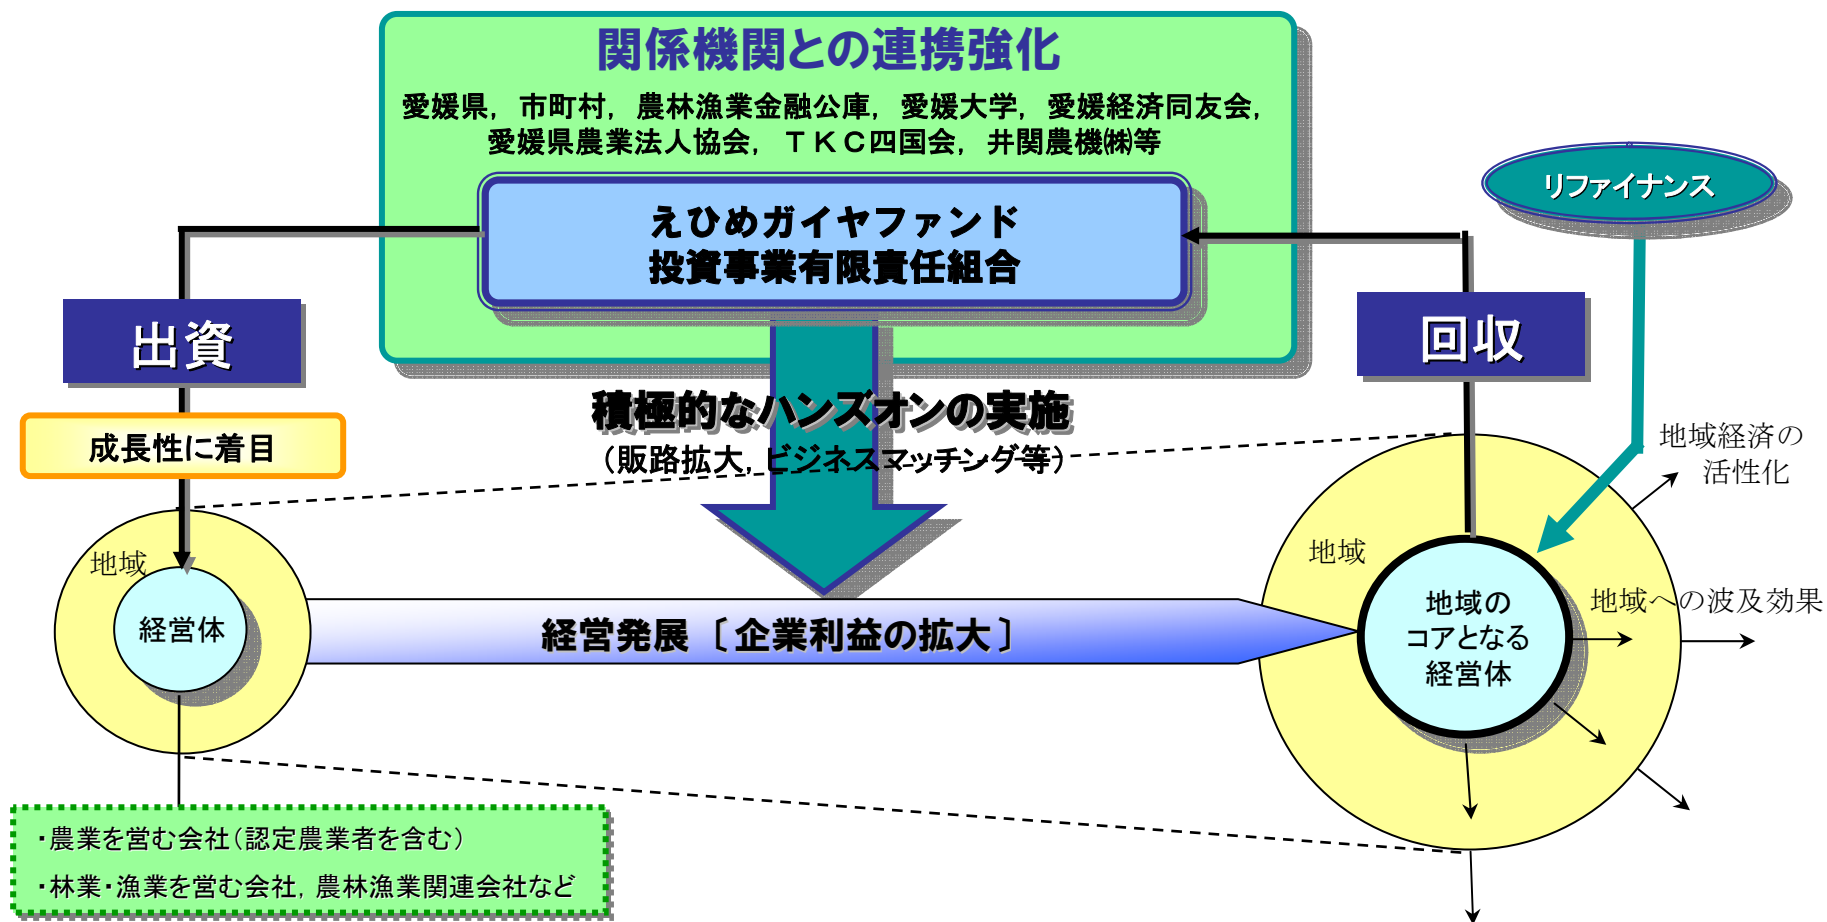 関係機関との連携強化
愛媛県，市町村，農林漁業金融公庫，愛媛大学，愛媛経済同友会，
愛媛県農業法人協会，ＴＫＣ四国会，井関農機㈱等
えひめガイヤファンド
投資事業有限責任組合
リファイナンス
出資
回収
成長性に着目
積極的なハンズオンの実施
（販路拡大，ビジネスマッチング等）
地域経済の
活性化
地域
地域
経営体
経営発展〔企業利益の拡大〕
地域の
コアとなる
経営体
地域への波及効果
・農業を営む会社（認定農業者を含む）
・林業・漁業を営む会社，農林漁業関連会社など